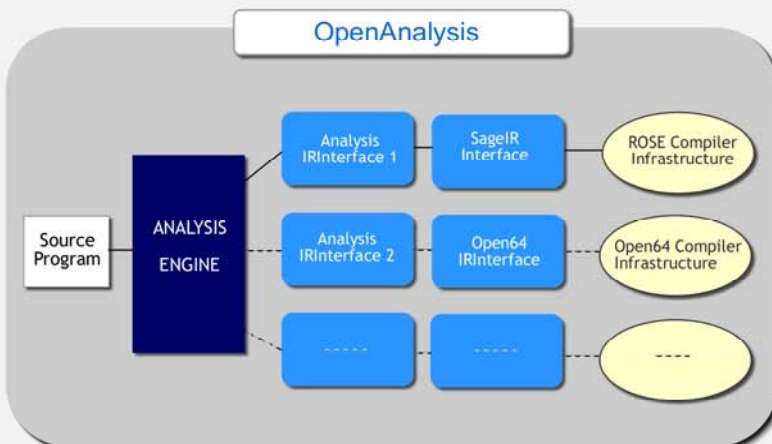 OpenAnalysis
Source
Program
ANALYSIS
ENGINE
Analysis
IRInterface 1
SageIR
Interface
ROSE Compiler
Infrastructure
Analysis
IRInterface 2
Open64
IRInterface
Open64 Compiler
Infrastructure
- - - - -
- - - - -
- - - -